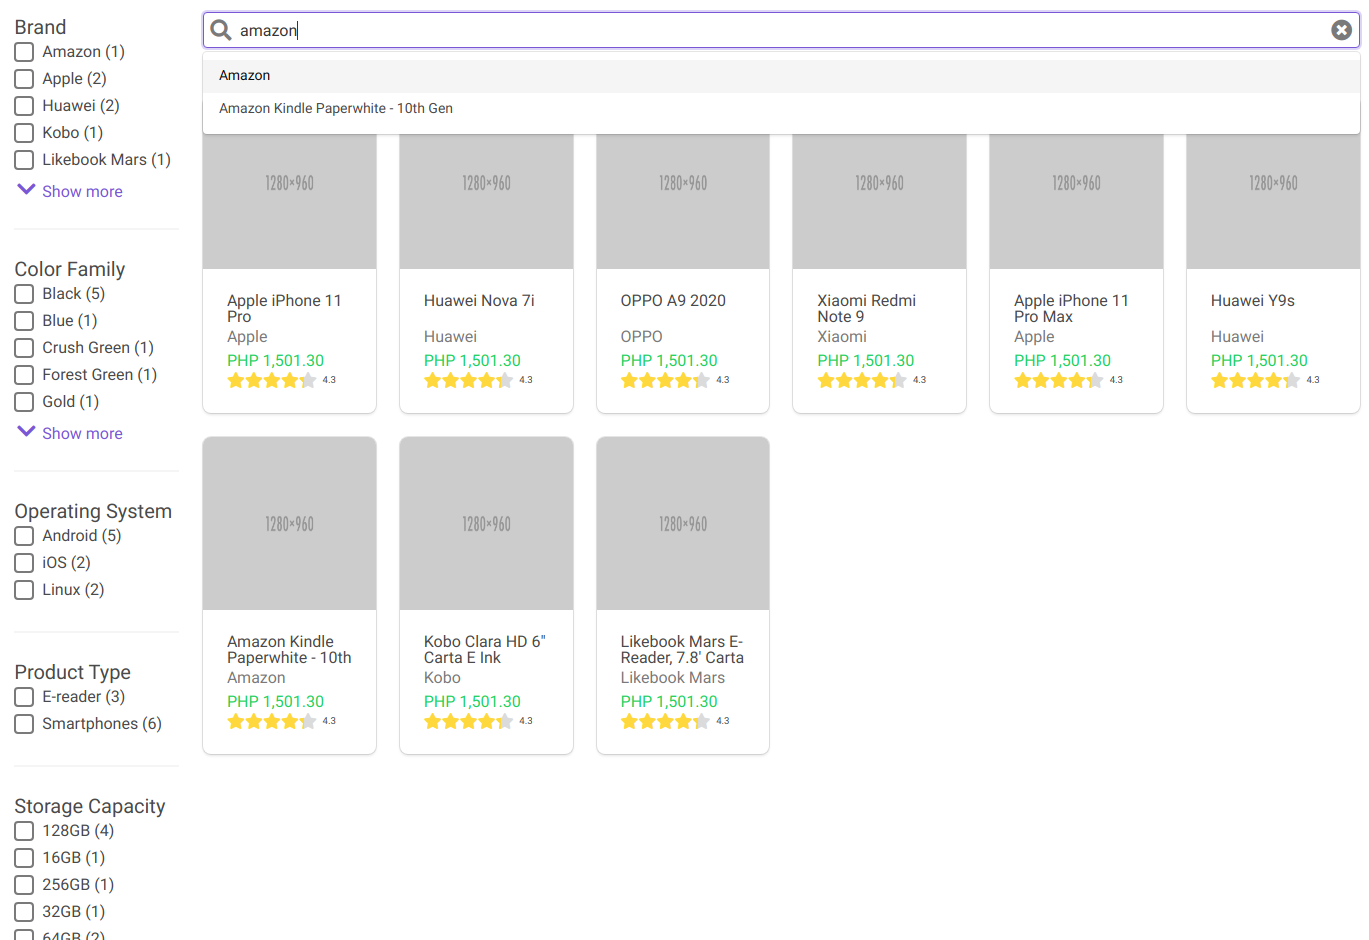 Brand
Amazon (1)
Apple (2)
Huawei (2)
Kobo (1)
Likebook Mars (1)
Show more
Color Family
Black (5)
Blue (1)
Crush Green (1)
Forest Green (1)
Gold (1)
Show more
Operating System
Android (5)
iOS (2)
Linux (2)
Product Type
E-reader (3)
Smartphones (6)
Storage Capacity
128GB (4)
16GB (1)
256GB (1)
32GB (1)
64GB (2)
amazon
Amazon
Amazon Kindle Paperwhite - 10th Gen
1280×960
Apple iPhone 11
Pro
Apple
PHP 1,501.30
4.3
1280×960
Huawei Nova 7i
Huawei
PHP 1,501.30
4.3
1280×960
OPPO A9 2020
OPPO
PHP 1,501.30
4.3
1280×960
Xiaomi Redmi
Note 9
Xiaomi
PHP 1,501.30
4.3
1280×960
Apple iPhone 11
Pro Max
Apple
PHP 1,501.30
4.3
1280×960
Huawei Y9s
Huawei
PHP 1,501.30
4.3
1280×960
Amazon Kindle
Paperwhite - 10th
Amazon
PHP 1,501.30
4.3
1280×960
Kobo Clara HD 6"
Carta E Ink
Kobo
PHP 1,501.30
4.3
1280×960
Likebook Mars E-
Reader, 7.8' Carta
Likebook Mars
PHP 1,501.30
4.3